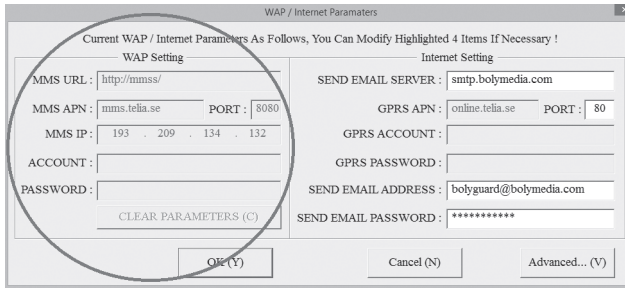 WAP / Internet Paramaters
Current WAP / Internet Parameters As Follows, You Can Modify Highlighted 4 Items If Necessary !
WAP Setting
MMS URL : http://mmss/
MMS APN : mms.telia.se PORT : 8080
MMS IP : 193 . 209 . 134 . 132
ACCOUNT :
PASSWORD :
CLEAR PARAMETERS (C)
Internet Setting
SEND EMAIL SERVER : smtp.bolymedia.com
GPRS APN : online.telia.se PORT : 80
GPRS ACCOUNT :
GPRS PASSWORD :
SEND EMAIL ADDRESS : bolyguard@bolymedia.com
SEND EMAIL PASSWORD : ***********
OK (Y) Cancel (N) Advanced... (V)